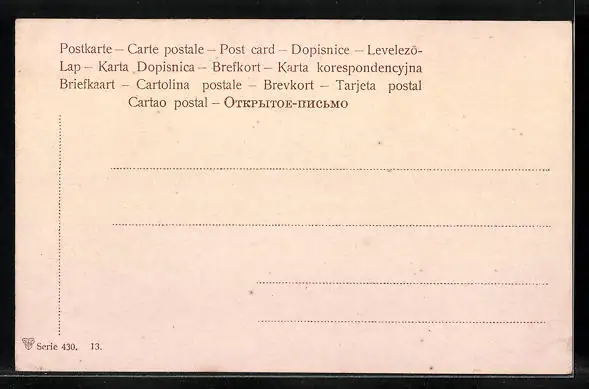 Postkarte – Carte postale – Post card – Dopisnice – Levelezö-
Lap – Karta Dopisnica – Brefkort – Karta korespondencyjna
Briefkaart – Cartolina postale – Brevkort – Tarjeta postal
Cartao postal – Открытое-письмо
Serie 430. 13.